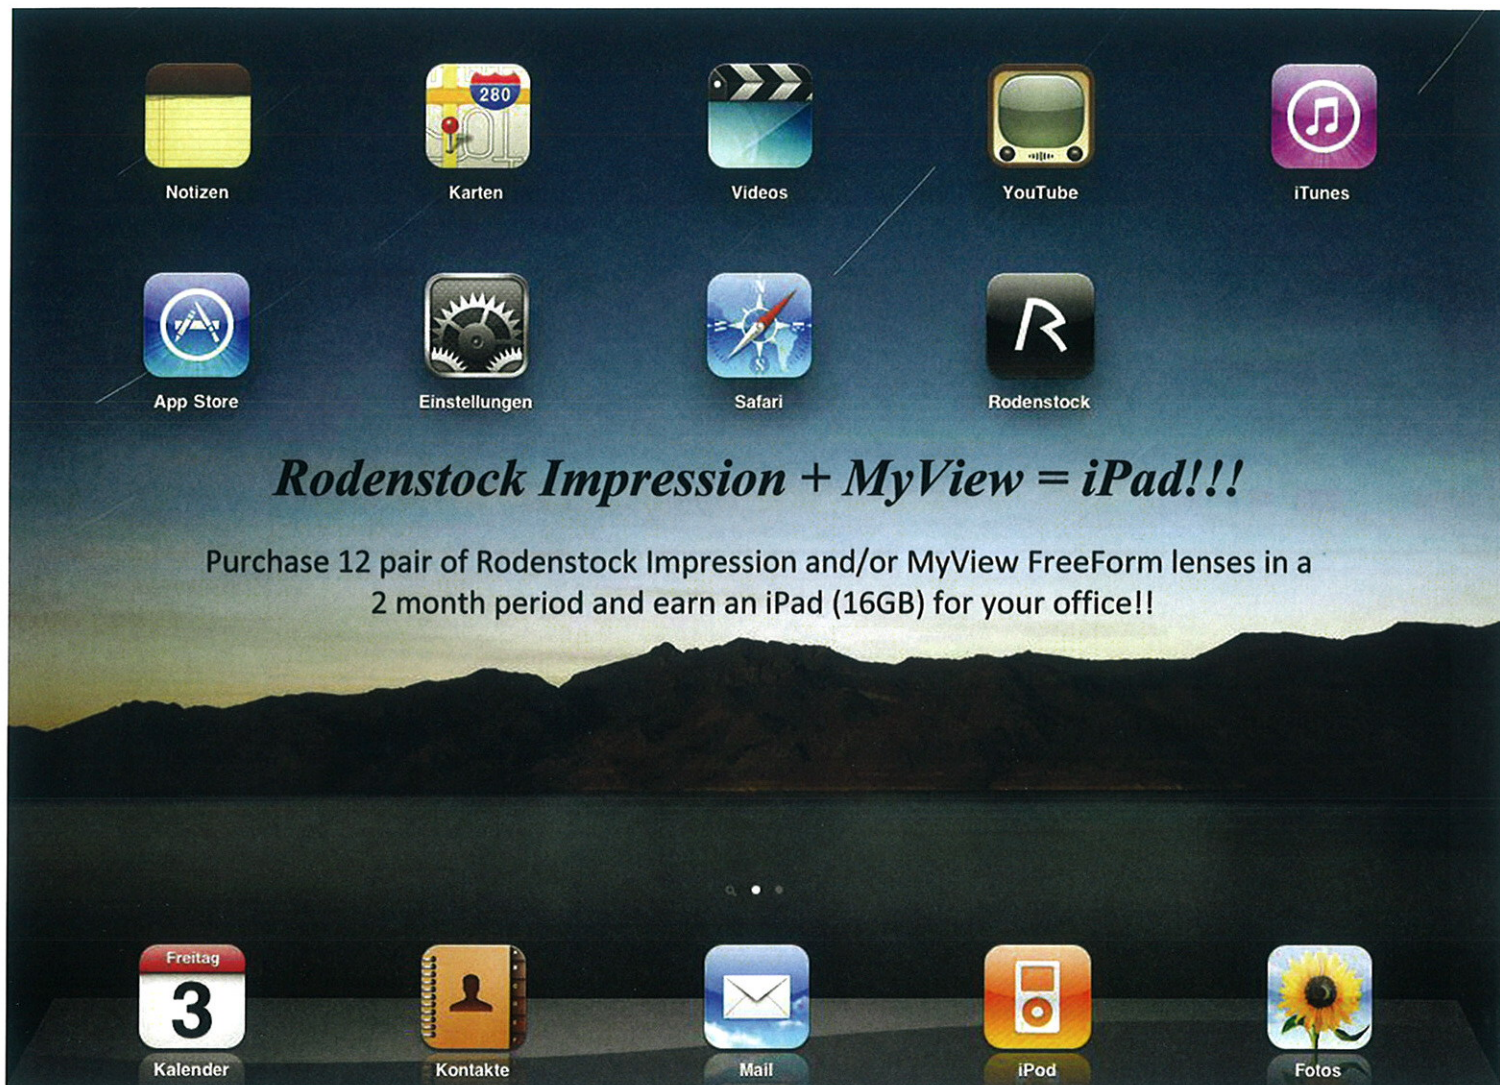 280
Notizen Karten Videos YouTube iTunes
App Store Einstellungen Safari Rodenstock
Rodenstock Impression + MyView = iPad!!!
Purchase 12 pair of Rodenstock Impression and/or MyView FreeForm lenses in a
2 month period and earn an iPad (16GB) for your office!!
Freitag
3
Kalender Kontakte Mail iPod Fotos